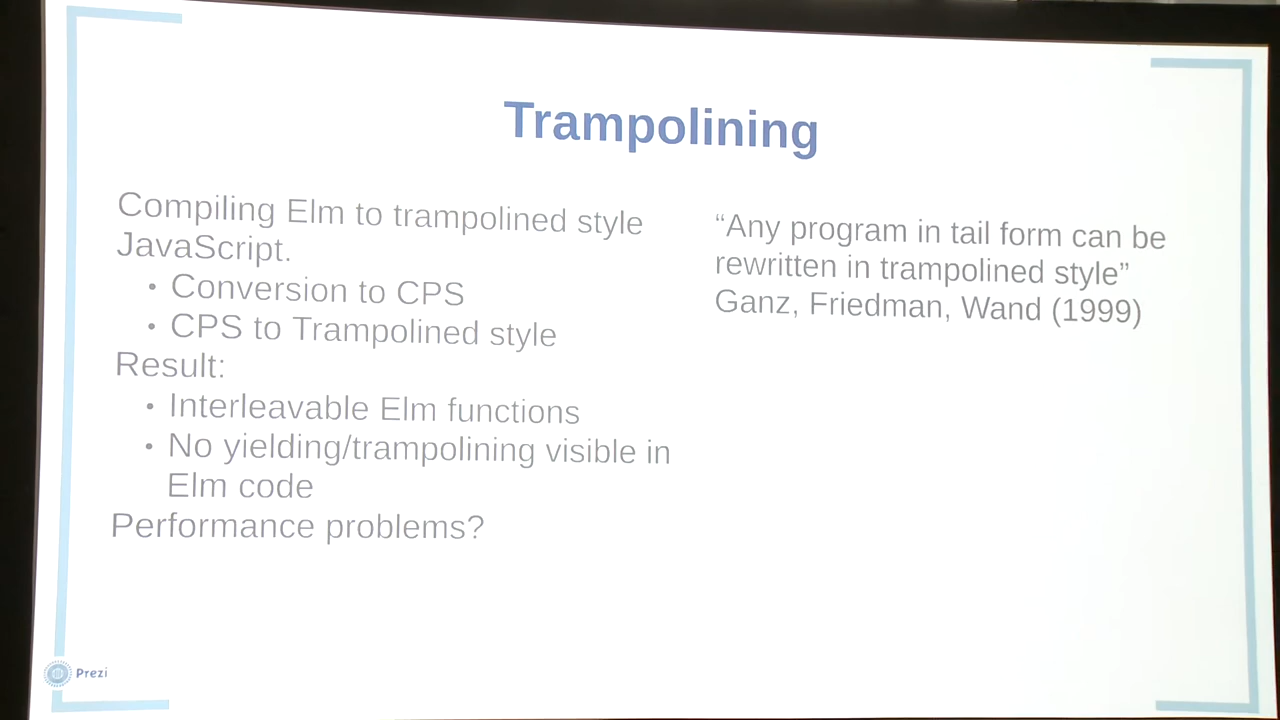 Trampolining
Compiling Elm to trampolined style
JavaScript.
• Conversion to CPS
• CPS to Trampolined style
Result:
• Interleavable Elm functions
• No yielding/trampolining visible in
Elm code
Performance problems?
“Any program in tail form can be
rewritten in trampolined style”
Ganz, Friedman, Wand (1999)
Prezi